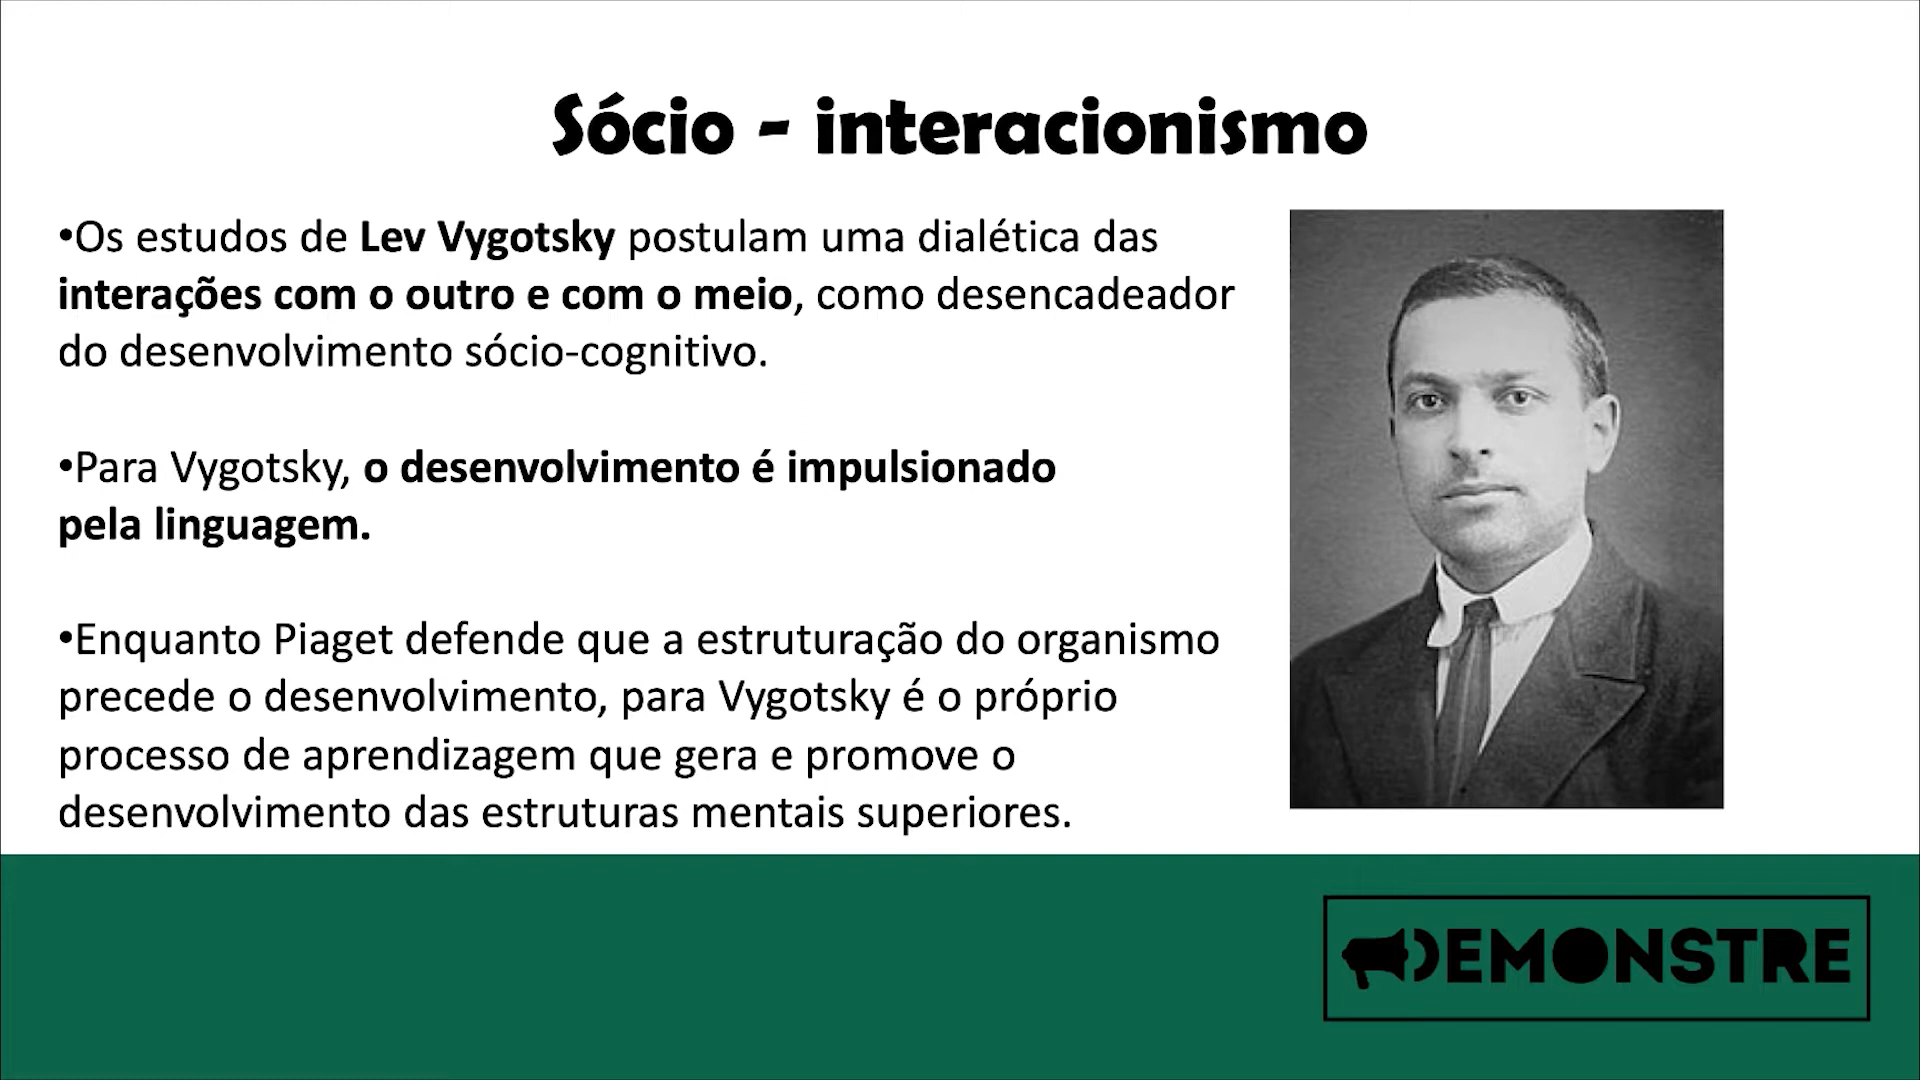 Sócio - interacionismo
•Os estudos de Lev Vygotsky postulam uma dialética das
interações com o outro e com o meio, como desencadeador
do desenvolvimento sócio-cognitivo.
•Para Vygotsky, o desenvolvimento é impulsionado
pela linguagem.
•Enquanto Piaget defende que a estruturação do organismo
precede o desenvolvimento, para Vygotsky é o próprio
processo de aprendizagem que gera e promove o
desenvolvimento das estruturas mentais superiores.
DEMONSTRE